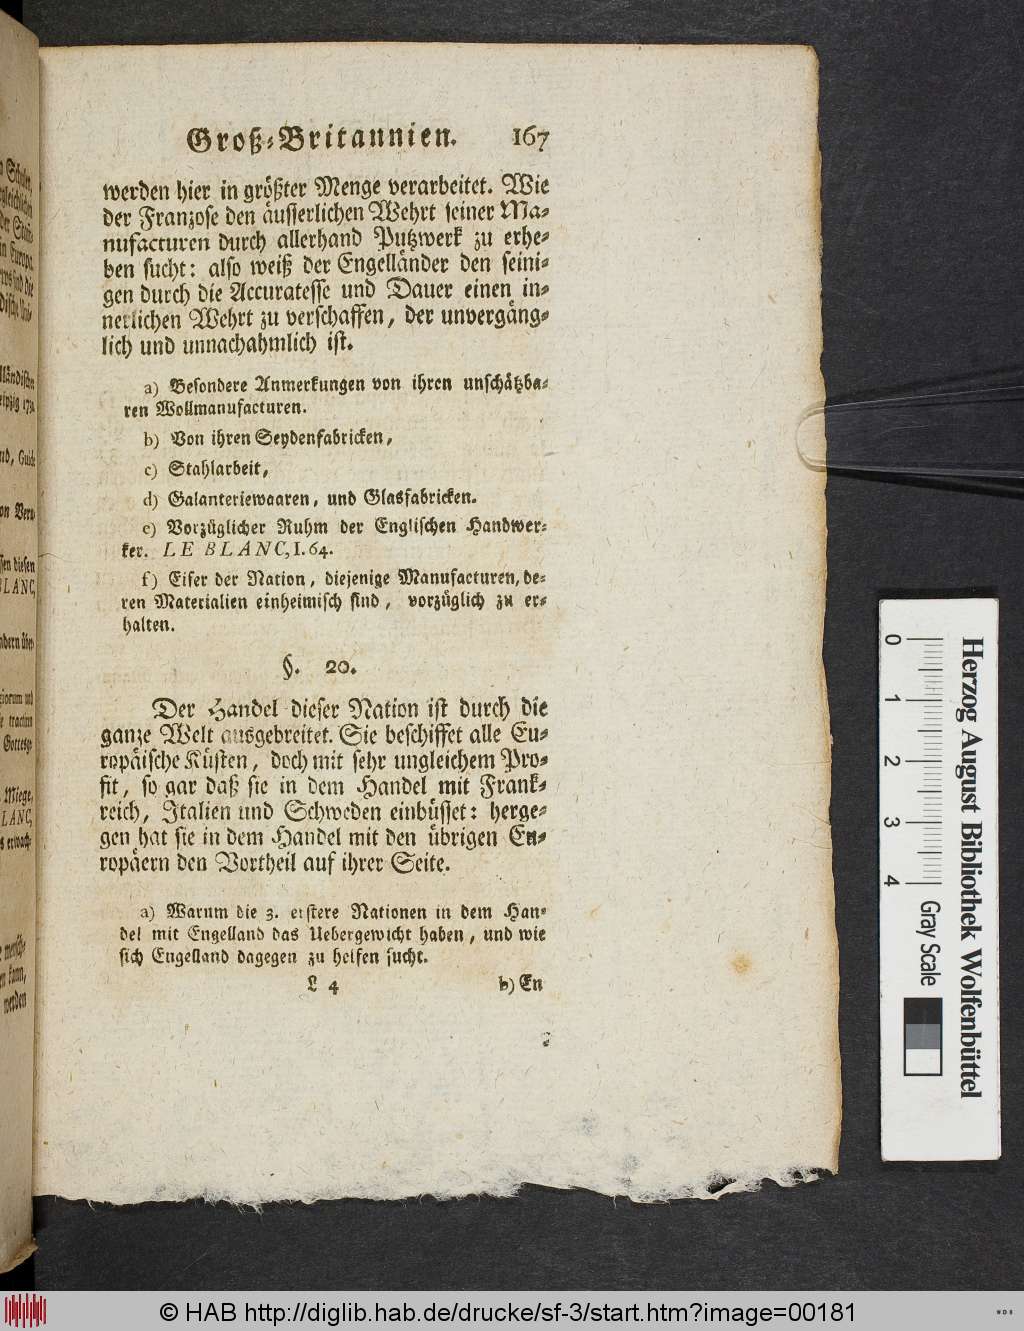 Groß-Britannien. 167
werden hier in größter Menge verarbeitet. Wie
der Franzose den äusserlichen Wehrt seiner Ma-
nufacturen durch allerhand Putzwerk zu erhe-
ben sucht: also weiß der Engelländer den seini-
gen durch die Accuratesse und Dauer einen in-
nerlichen Wehrt zu verschaffen, der unvergäng-
lich und unnachahmlich ist.
a) Besondere Anmerkungen von ihren unschätzba-
ren Wollmanufacturen.
b) Von ihren Seydenfabricken,
c) Stahlarbeit,
d) Galanteriewaaren, und Glasfabricken.
e) Vorzüglicher Ruhm der Englischen Handwer-
ker. LE BLANC, I. 64.
f) Eifer der Nation, diejenige Manufacturen, de-
ren Materialien einheimisch sind, vorzüglich zu er-
halten.
§. 20.
Der Handel dieser Nation ist durch die
ganze Welt ausgebreitet. Sie beschiffet alle Eu-
ropäische Küsten, doch mit sehr ungleichem Pro-
fit, so gar daß sie in dem Handel mit Frank-
reich, Italien und Schweden einbüsset: herge-
gen hat sie in dem Handel mit den übrigen Eu-
ropäern den Vortheil auf ihrer Seite.
a) Warum die 3. erstere Nationen in dem Han-
del mit Engelland das Uebergewicht haben, und wie
sich Engelland dagegen zu helfen sucht.
L 4 b) En
0 1 2 3 4 Gray Scale
Herzog August Bibliothek Wolfenbüttel
© HAB http://diglib.hab.de/drucke/sf-3/start.htm?image=00181